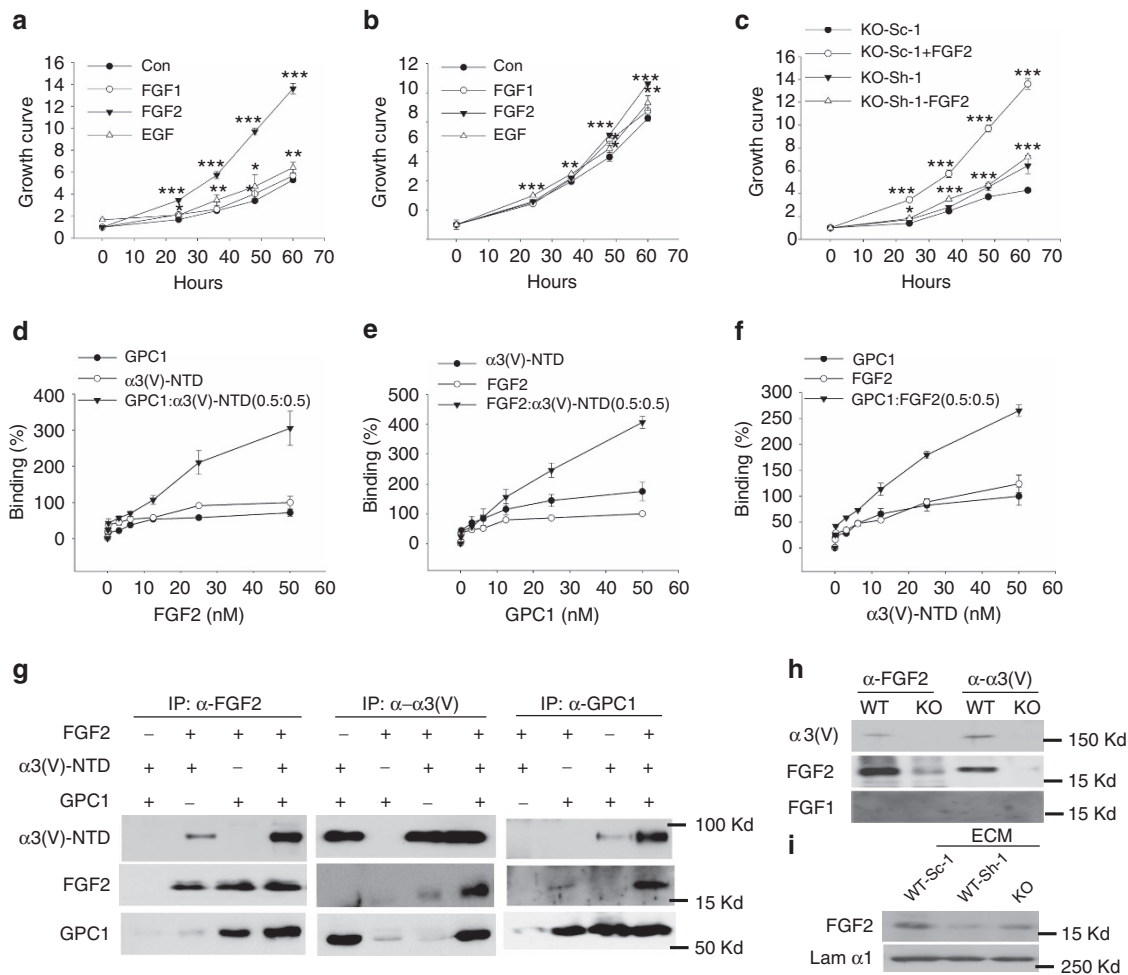 a
16
14
12
10
8
6
4
2
0
Growth curve
Con
FGF1
FGF2
EGF
***
***
***
***
*
**
*
*
**
0 10 20 30 40 50 60 70
Hours
b
12
10
8
6
4
2
0
Growth curve
Con
FGF1
FGF2
EGF
***
**
***
*
*
**
***
0 10 20 30 40 50 60 70
Hours
c
KO-Sc-1
KO-Sc-1+FGF2
KO-Sh-1
KO-Sh-1-FGF2
16
14
12
10
8
6
4
2
0
Growth curve
***
***
***
***
*
***
***
***
0 10 20 30 40 50 60 70
Hours
d
GPC1
α3(V)-NTD
GPC1:α3(V)-NTD(0.5:0.5)
400
300
200
100
0
Binding (%)
0 10 20 30 40 50 60
FGF2 (nM)
e
α3(V)-NTD
FGF2
FGF2:α3(V)-NTD(0.5:0.5)
500
400
300
200
100
0
Binding (%)
0 10 20 30 40 50 60
GPC1 (nM)
f
GPC1
FGF2
GPC1:FGF2(0.5:0.5)
300
250
200
150
100
50
0
Binding (%)
0 10 20 30 40 50 60
α3(V)-NTD (nM)
g
IP: α-FGF2 IP: α–α3(V) IP: α-GPC1
FGF2 – + + + – + + + + + – +
α3(V)-NTD + + – + + – + + + – + +
GPC1 + – + + + + – + – + + +
α3(V)-NTD 100 Kd
FGF2 15 Kd
GPC1 50 Kd
h
α-FGF2 α-α3(V)
WT KO WT KO
α3(V) 150 Kd
FGF2 15 Kd
FGF1 15 Kd
i
ECM
WT-Sc-1 WT-Sh-1 KO
FGF2 15 Kd
Lam α1 250 Kd